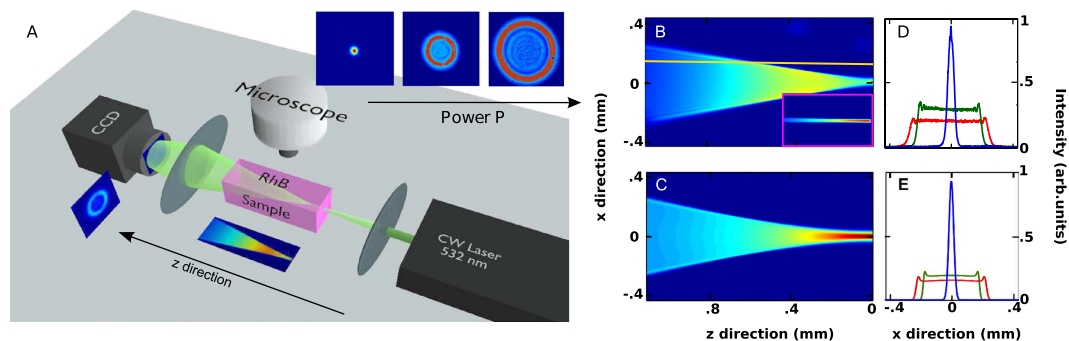 A
Power P
Microscope
CCD
RhB
Sample
CW Laser
532 nm
z direction
B
.4
0
-.4
C
0.4
0
-.4
.8
.4
0
x direction (mm)
z direction (mm)
D
1
.5
0
E
1
.5
0
-.4
0
.4
x direction (mm)
Intensity (arb.units)